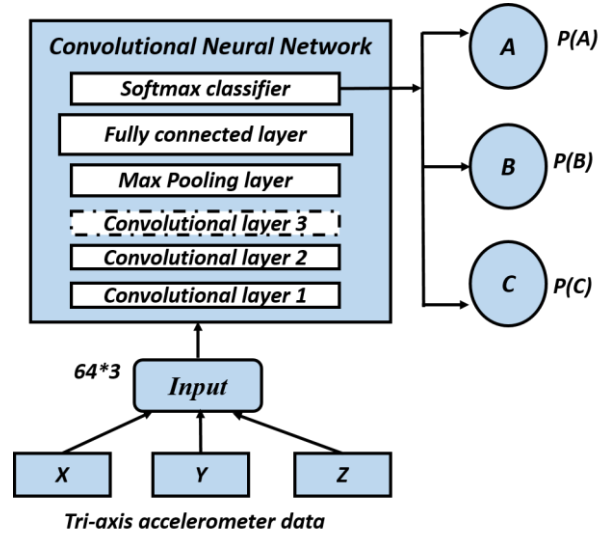 Convolutional Neural Network
Softmax classifier
Fully connected layer
Max Pooling layer
Convolutional layer 3
Convolutional layer 2
Convolutional layer 1
A P(A)
B P(B)
C P(C)
64*3
Input
X Y Z
Tri-axis accelerometer data